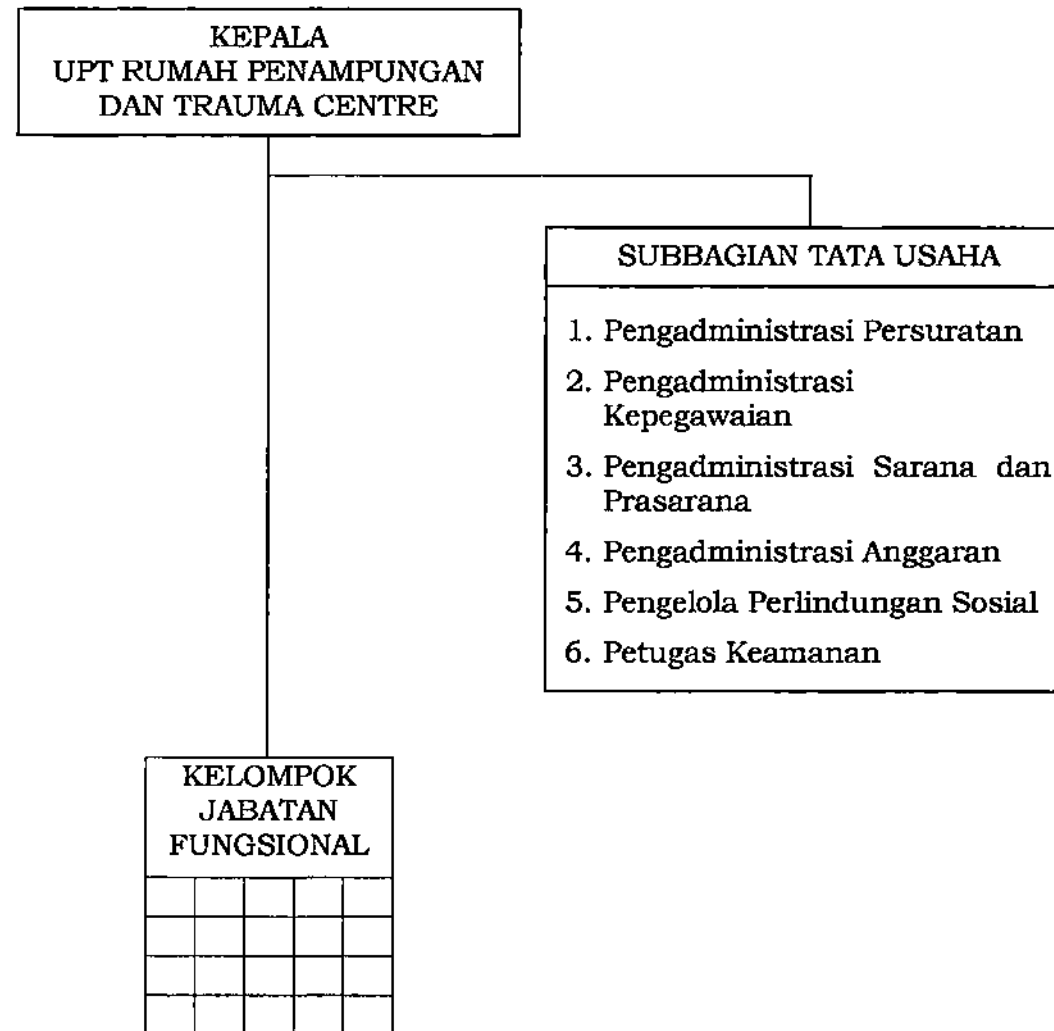 KEPALA
UPT RUMAH PENAMPUNGAN
DAN TRAUMA CENTRE
SUBBAGIAN TATA USAHA
1. Pengadministrasi Persuratan
2. Pengadministrasi
Kepegawaian
3. Pengadministrasi Sarana dan
Prasarana
4. Pengadministrasi Anggaran
5. Pengelola Perlindungan Sosial
6. Petugas Keamanan
KELOMPOK
JABATAN
FUNGSIONAL